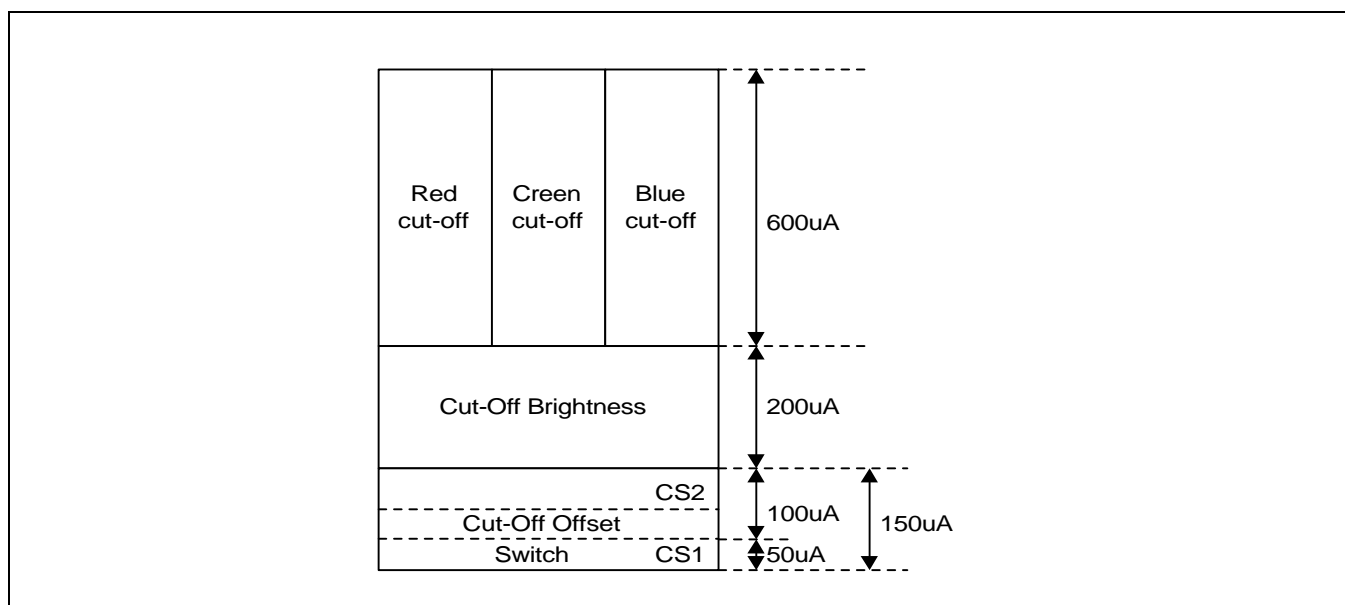 Red
cut-off
Creen
cut-off
Blue
cut-off
600uA
Cut-Off Brightness
200uA
CS2
Cut-Off Offset
100uA
150uA
Switch
CS1
50uA